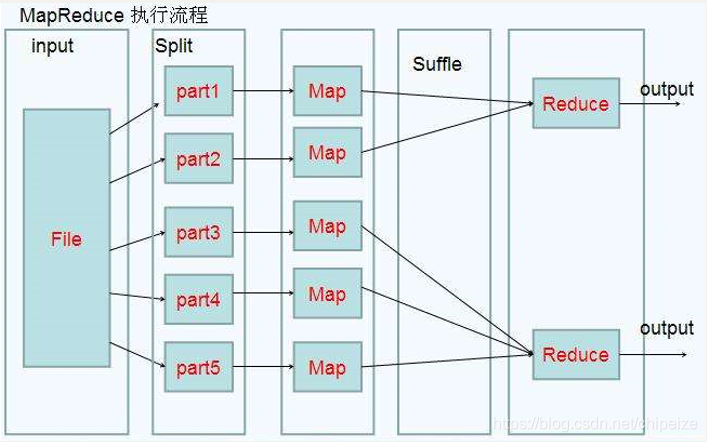 MapReduce 执行流程
input
Split
Suffle
File
part1
part2
part3
part4
part5
Map
Map
Map
Map
Map
Reduce
output
Reduce
output
https://blog.csdn.net/chipeize